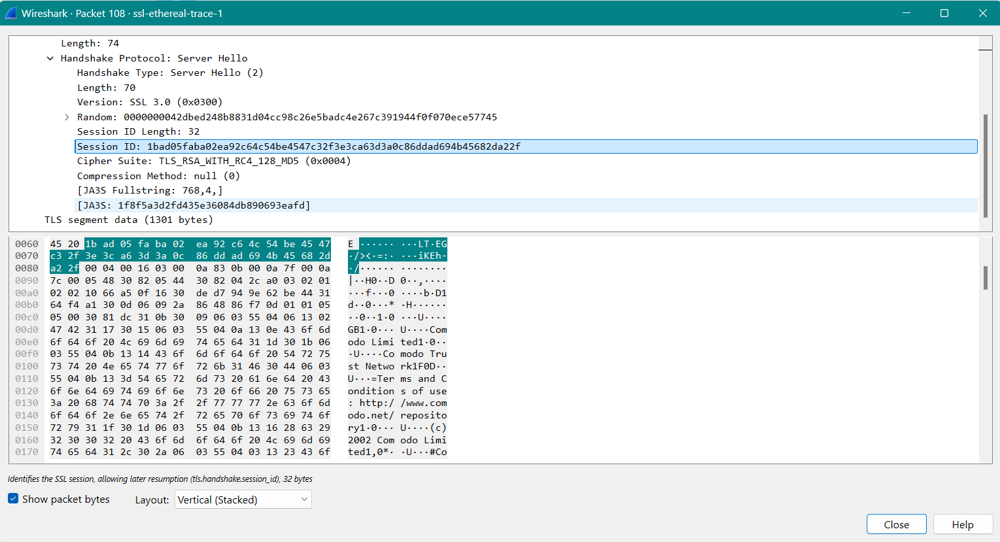 Wireshark · Packet 108 · ssl-ethereal-trace-1
Length: 74
Handshake Protocol: Server Hello
Handshake Type: Server Hello (2)
Length: 70
Version: SSL 3.0 (0x0300)
Random: 0000000042dbed248b8831d04cc98c26e5badc4e267c391944f0f070ece57745
Session ID Length: 32
Session ID: 1bad05faba02ea92c64c54be4547c32f3e3ca63d3a0c86ddad694b45682da22f
Cipher Suite: TLS_RSA_WITH_RC4_128_MD5 (0x0004)
Compression Method: null (0)
[JA3S Fullstring: 768,4,]
[JA3S: 1f8f5a3d2fd435e36084db890693eafd]
TLS segment data (1301 bytes)
0060 45 20 1b ad 05 fa ba 02 ea 92 c6 4c 54 be 45 47 E ······ ···LT·EG
0070 c3 2f 3e 3c a6 3d 3a 0c 86 dd ad 69 4b 45 68 2d ·/><·=:· ···iKEh-
0080 a2 2f 00 04 00 16 03 00 0a 83 0b 00 0a 7f 00 0a ·/······ ········
0090 7c 00 05 48 30 82 05 44 30 82 04 2c a0 03 02 01 |··H0··D 0··,····
00a0 02 02 10 66 a5 0f 16 30 de d7 94 9e 62 be 44 31 ···f···0 ····b·D1
00b0 64 f4 a1 30 0d 06 09 2a 86 48 86 f7 0d 01 01 05 d··0···* ·H······
00c0 05 00 30 81 dc 31 0b 30 09 06 03 55 04 06 13 02 ··0··1·0 ···U····
00d0 47 42 31 17 30 15 06 03 55 04 0a 13 0e 43 6f 6d GB1·0··· U····Com
00e0 6f 64 6f 20 4c 69 6d 69 74 65 64 31 1d 30 1b 06 odo Limi ted1·0··
00f0 03 55 04 0b 13 14 43 6f 6d 6f 64 6f 20 54 72 75 ·U····Co modo Tru
0100 73 74 20 4e 65 74 77 6f 72 6b 31 46 30 44 06 03 st Netwo rk1F0D··
0110 55 04 0b 13 3d 54 65 72 6d 73 20 61 6e 64 20 43 U···=Ter ms and C
0120 6f 6e 64 69 74 69 6f 6e 73 20 6f 66 20 75 73 65 ondition s of use
0130 3a 20 68 74 74 70 3a 2f 2f 77 77 77 2e 63 6f 6d : http:/ /www.com
0140 6f 64 6f 2e 6e 65 74 2f 72 65 70 6f 73 69 74 6f odo.net/ reposito
0150 72 79 31 1f 30 1d 06 03 55 04 0b 13 16 28 63 29 ry1·0··· U····(c)
0160 32 30 30 32 20 43 6f 6d 6f 64 6f 20 4c 69 6d 69 2002 Com odo Limi
0170 74 65 64 31 2c 30 2a 06 03 55 04 03 13 23 43 6f ted1,0*· ·U···#Co
Identifies the SSL session, allowing later resumption (tls.handshake.session_id), 32 bytes
Show packet bytes Layout: Vertical (Stacked)
Close Help